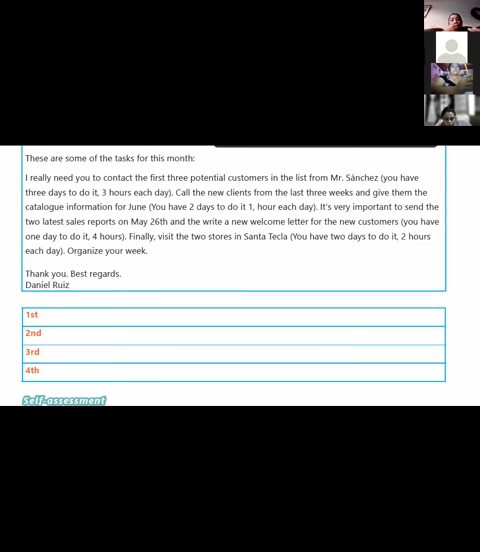 These are some of the tasks for this month:
I really need you to contact the first three potential customers in the list from Mr. Sánchez (you have
three days to do it, 3 hours each day). Call the new clients from the last three weeks and give them the
catalogue information for June (You have 2 days to do it 1, hour each day). It's very important to send the
two latest sales reports on May 26th and the write a new welcome letter for the new customers (you have
one day to do it, 4 hours). Finally, visit the two stores in Santa Tecla (You have two days to do it, 2 hours
each day). Organize your week.
Thank you. Best regards.
Daniel Ruiz
1st
2nd
3rd
4th
Self-assessment